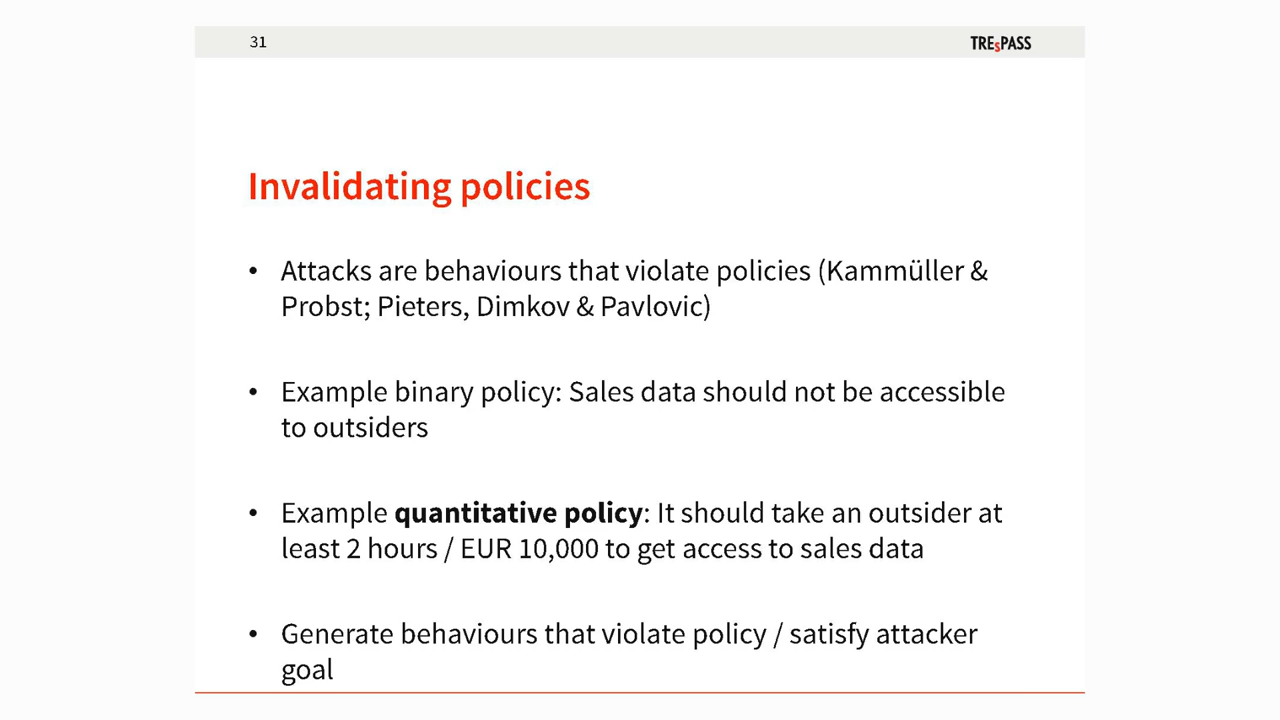 31
TREsPASS
Invalidating policies
• Attacks are behaviours that violate policies (Kammüller &
Probst; Pieters, Dimkov & Pavlovic)
• Example binary policy: Sales data should not be accessible
to outsiders
• Example quantitative policy: It should take an outsider at
least 2 hours / EUR 10,000 to get access to sales data
• Generate behaviours that violate policy / satisfy attacker
goal